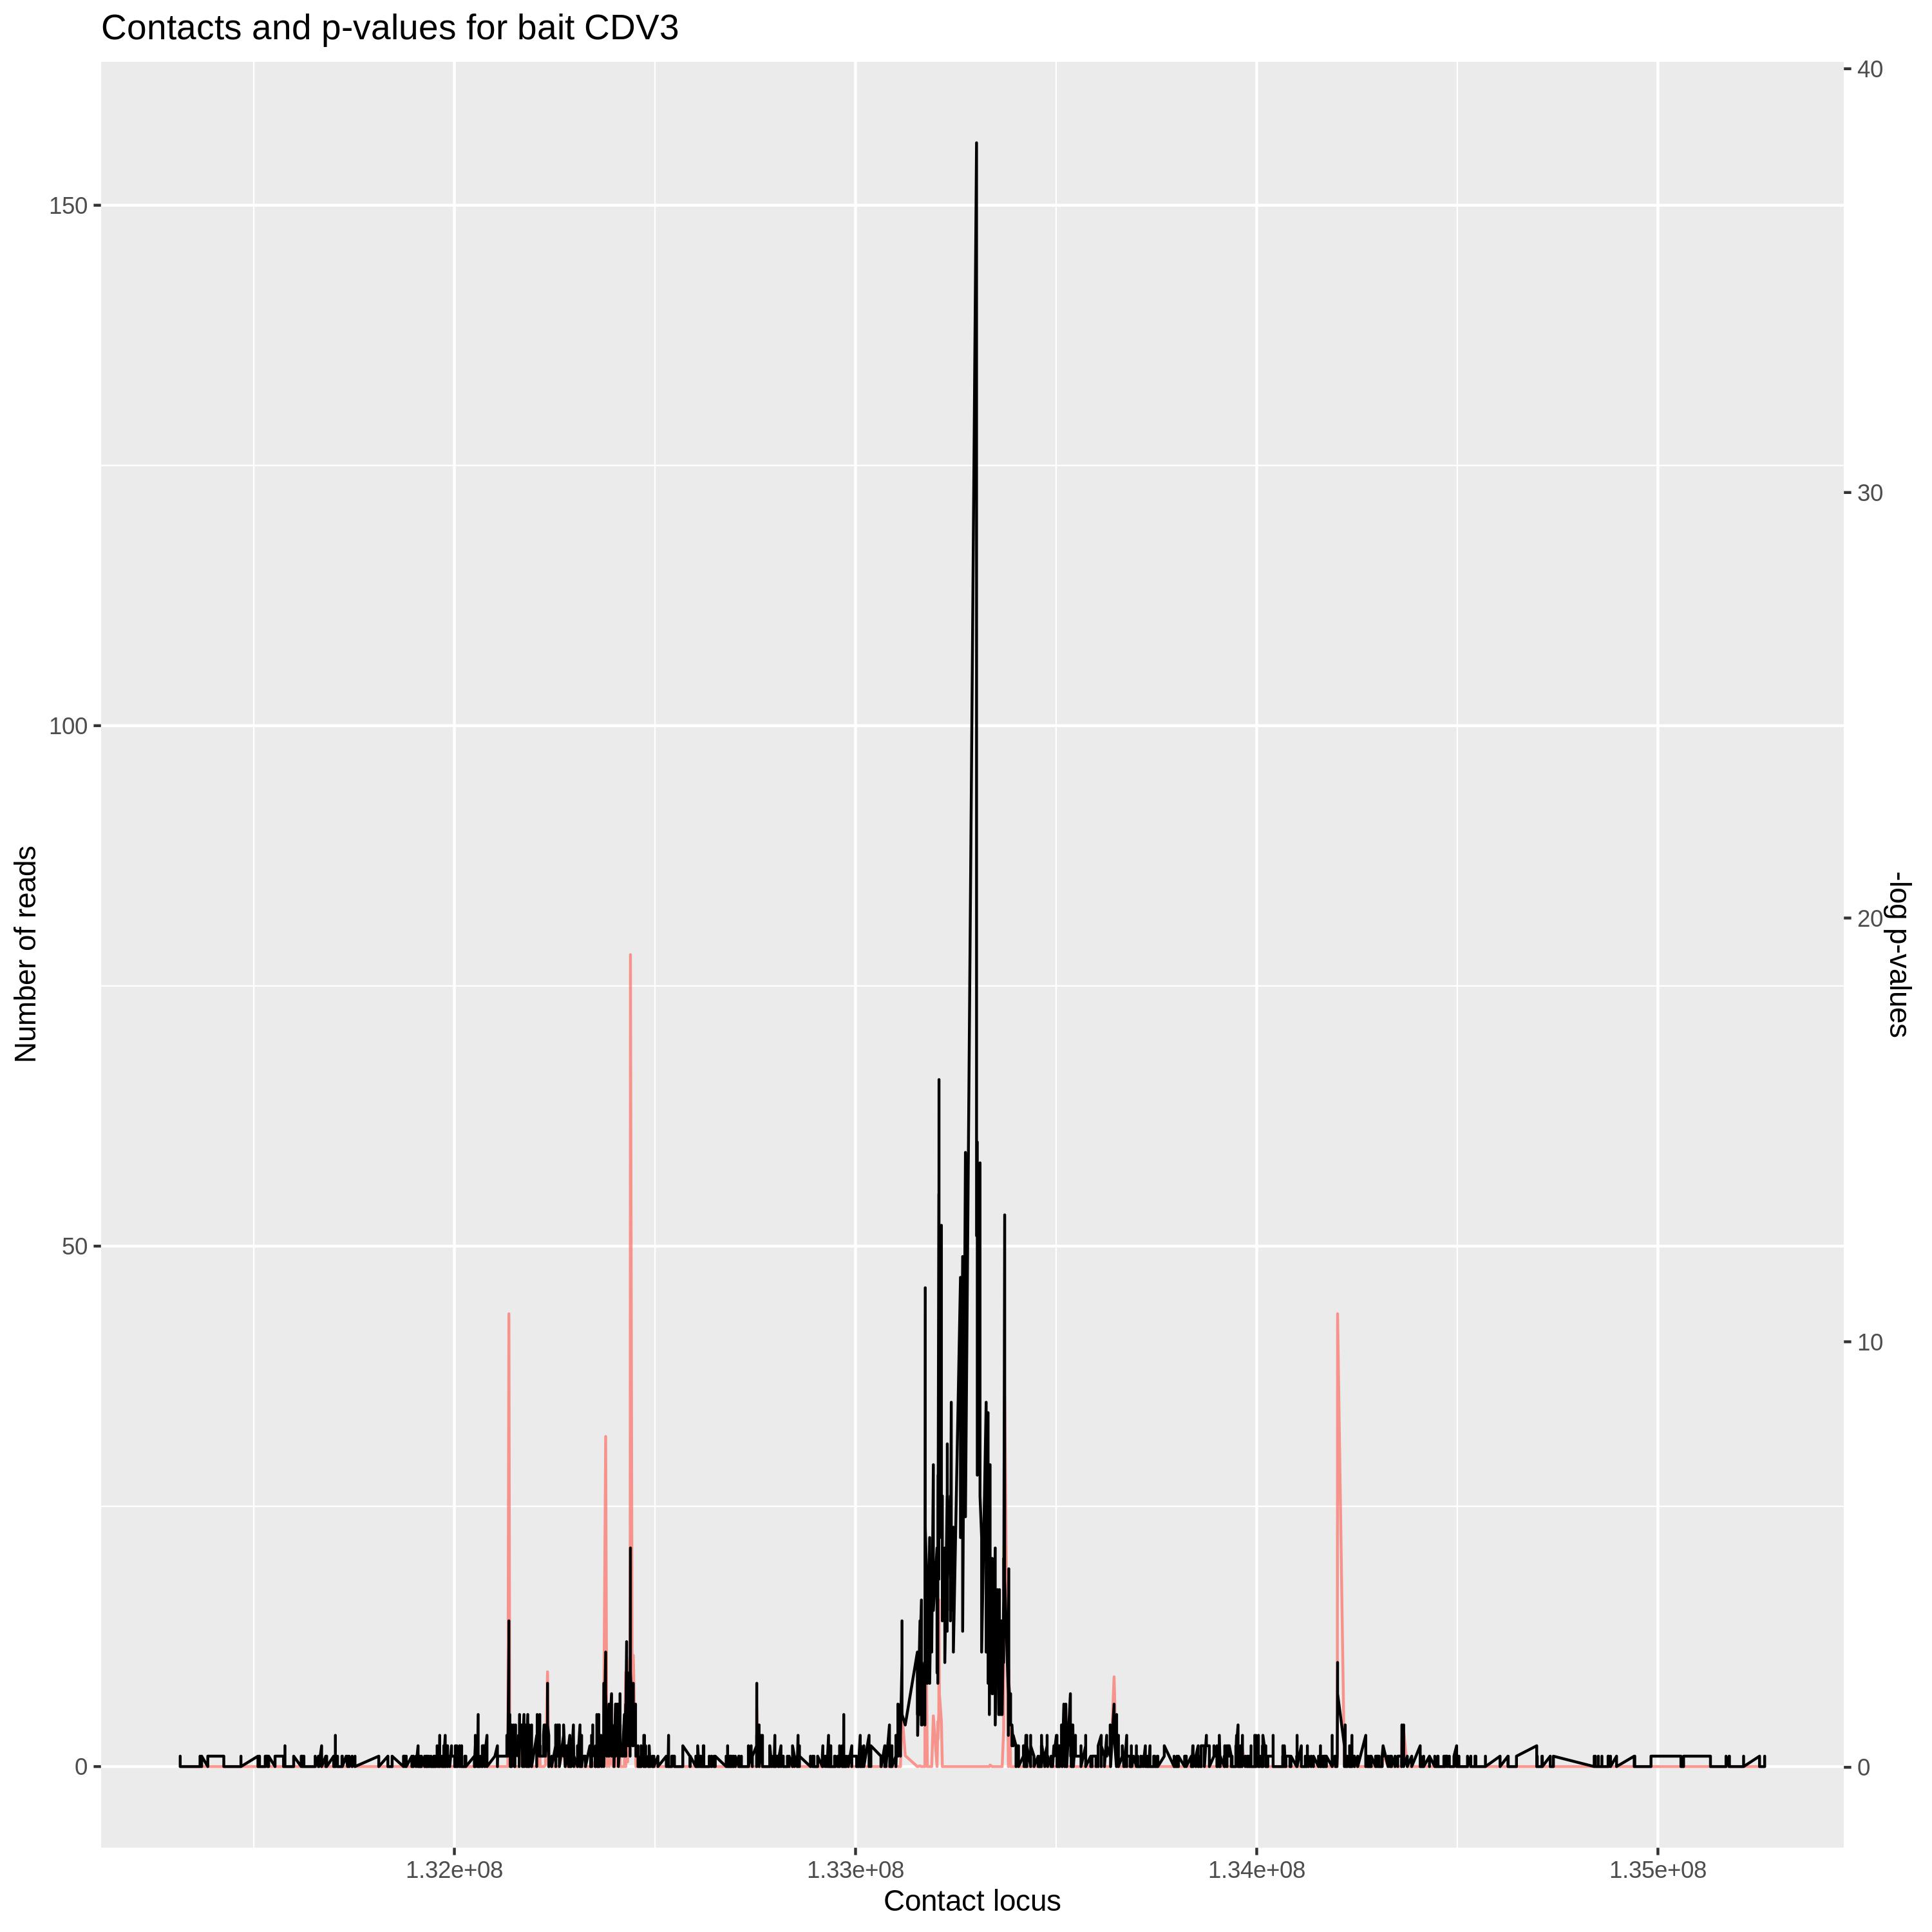 Contacts and p-values for bait CDV3
40
150
30
100
20
50
10
0
0
Number of reads
-log p-values
1.32e+08
1.33e+08
1.34e+08
1.35e+08
Contact locus